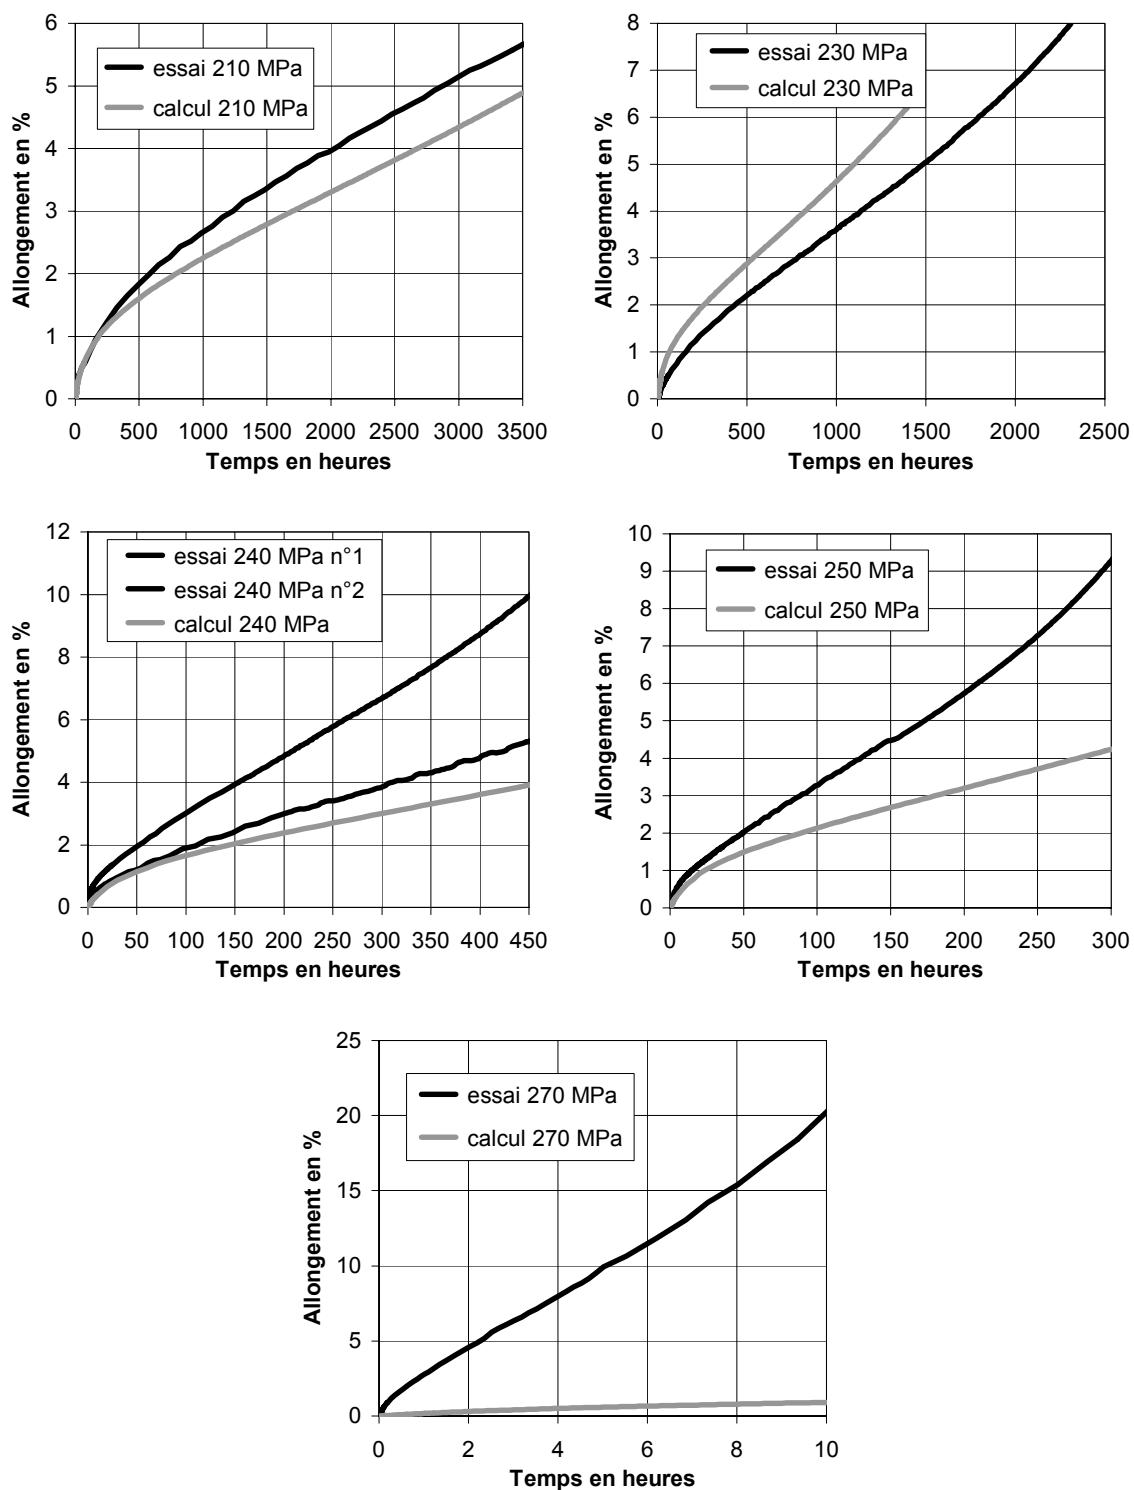 6
5
4
3
2
1
0
Allongement en %
essai 210 MPa
calcul 210 MPa
0 500 1000 1500 2000 2500 3000 3500
Temps en heures
8
7
6
5
4
3
2
1
0
Allongement en %
essai 230 MPa
calcul 230 MPa
0 500 1000 1500 2000 2500
Temps en heures
12
10
8
6
4
2
0
Allongement en %
essai 240 MPa n°1
essai 240 MPa n°2
calcul 240 MPa
0 50 100 150 200 250 300 350 400 450
Temps en heures
10
9
8
7
6
5
4
3
2
1
0
Allongement en %
essai 250 MPa
calcul 250 MPa
0 50 100 150 200 250 300
Temps en heures
25
20
15
10
5
0
Allongement en %
essai 270 MPa
calcul 270 MPa
0 2 4 6 8 10
Temps en heures